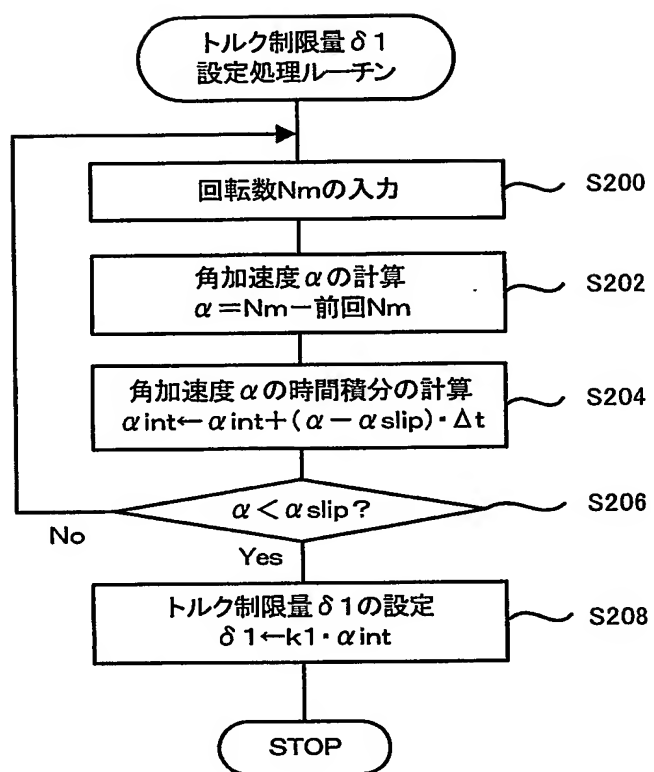 トルク制限量δ1
設定処理ルーチン
回転数Nmの入力
S200
角加速度αの計算
α=Nm−前回Nm
S202
角加速度αの時間積分の計算
αint←αint+(α−αslip)・Δt
S204
α<αslip?
S206
No
Yes
トルク制限量δ1の設定
δ1←k1・αint
S208
STOP